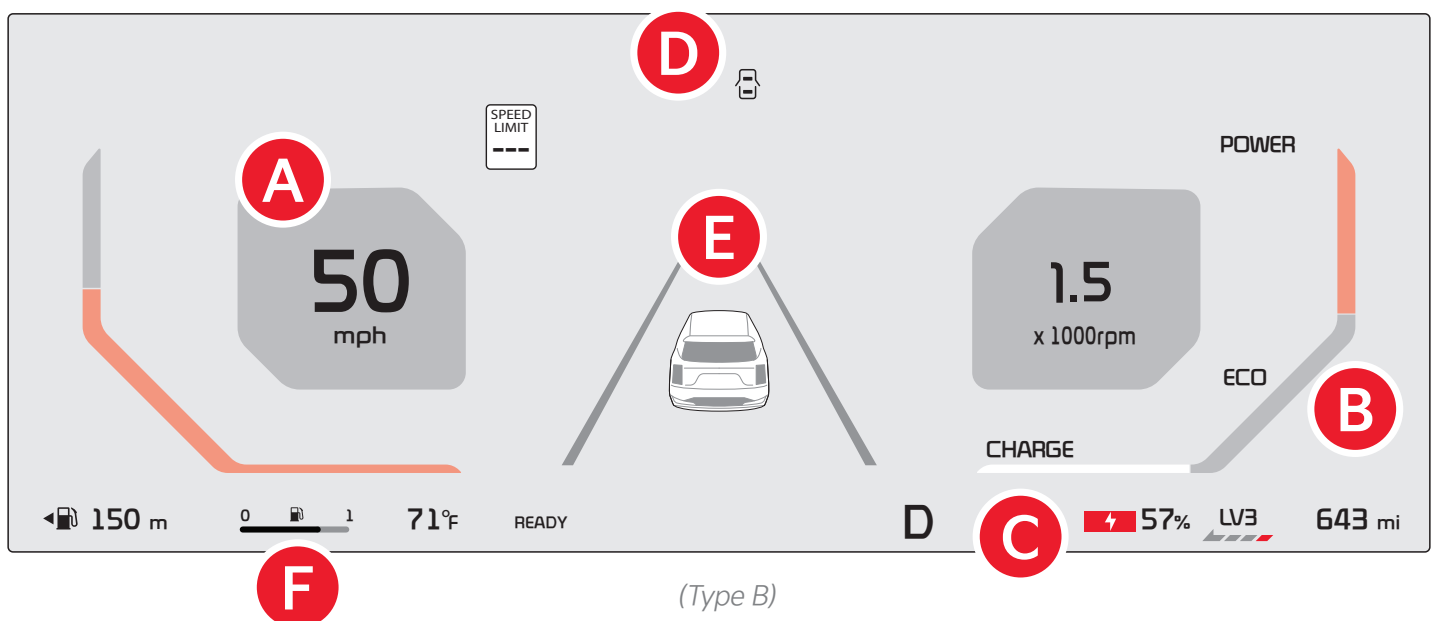 D
SPEED
LIMIT
---
POWER
A
E
50
mph
1.5
x 1000rpm
ECO
B
CHARGE
150 m
0 1
71°F
READY
D
C
57%
LV3
643 mi
F
(Type B)